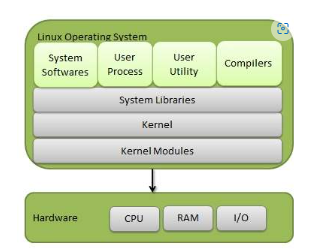 Linux Operating System
System Softwares
User Process
User Utility
Compilers
System Libraries
Kernel
Kernel Modules
Hardware
CPU
RAM
I/O